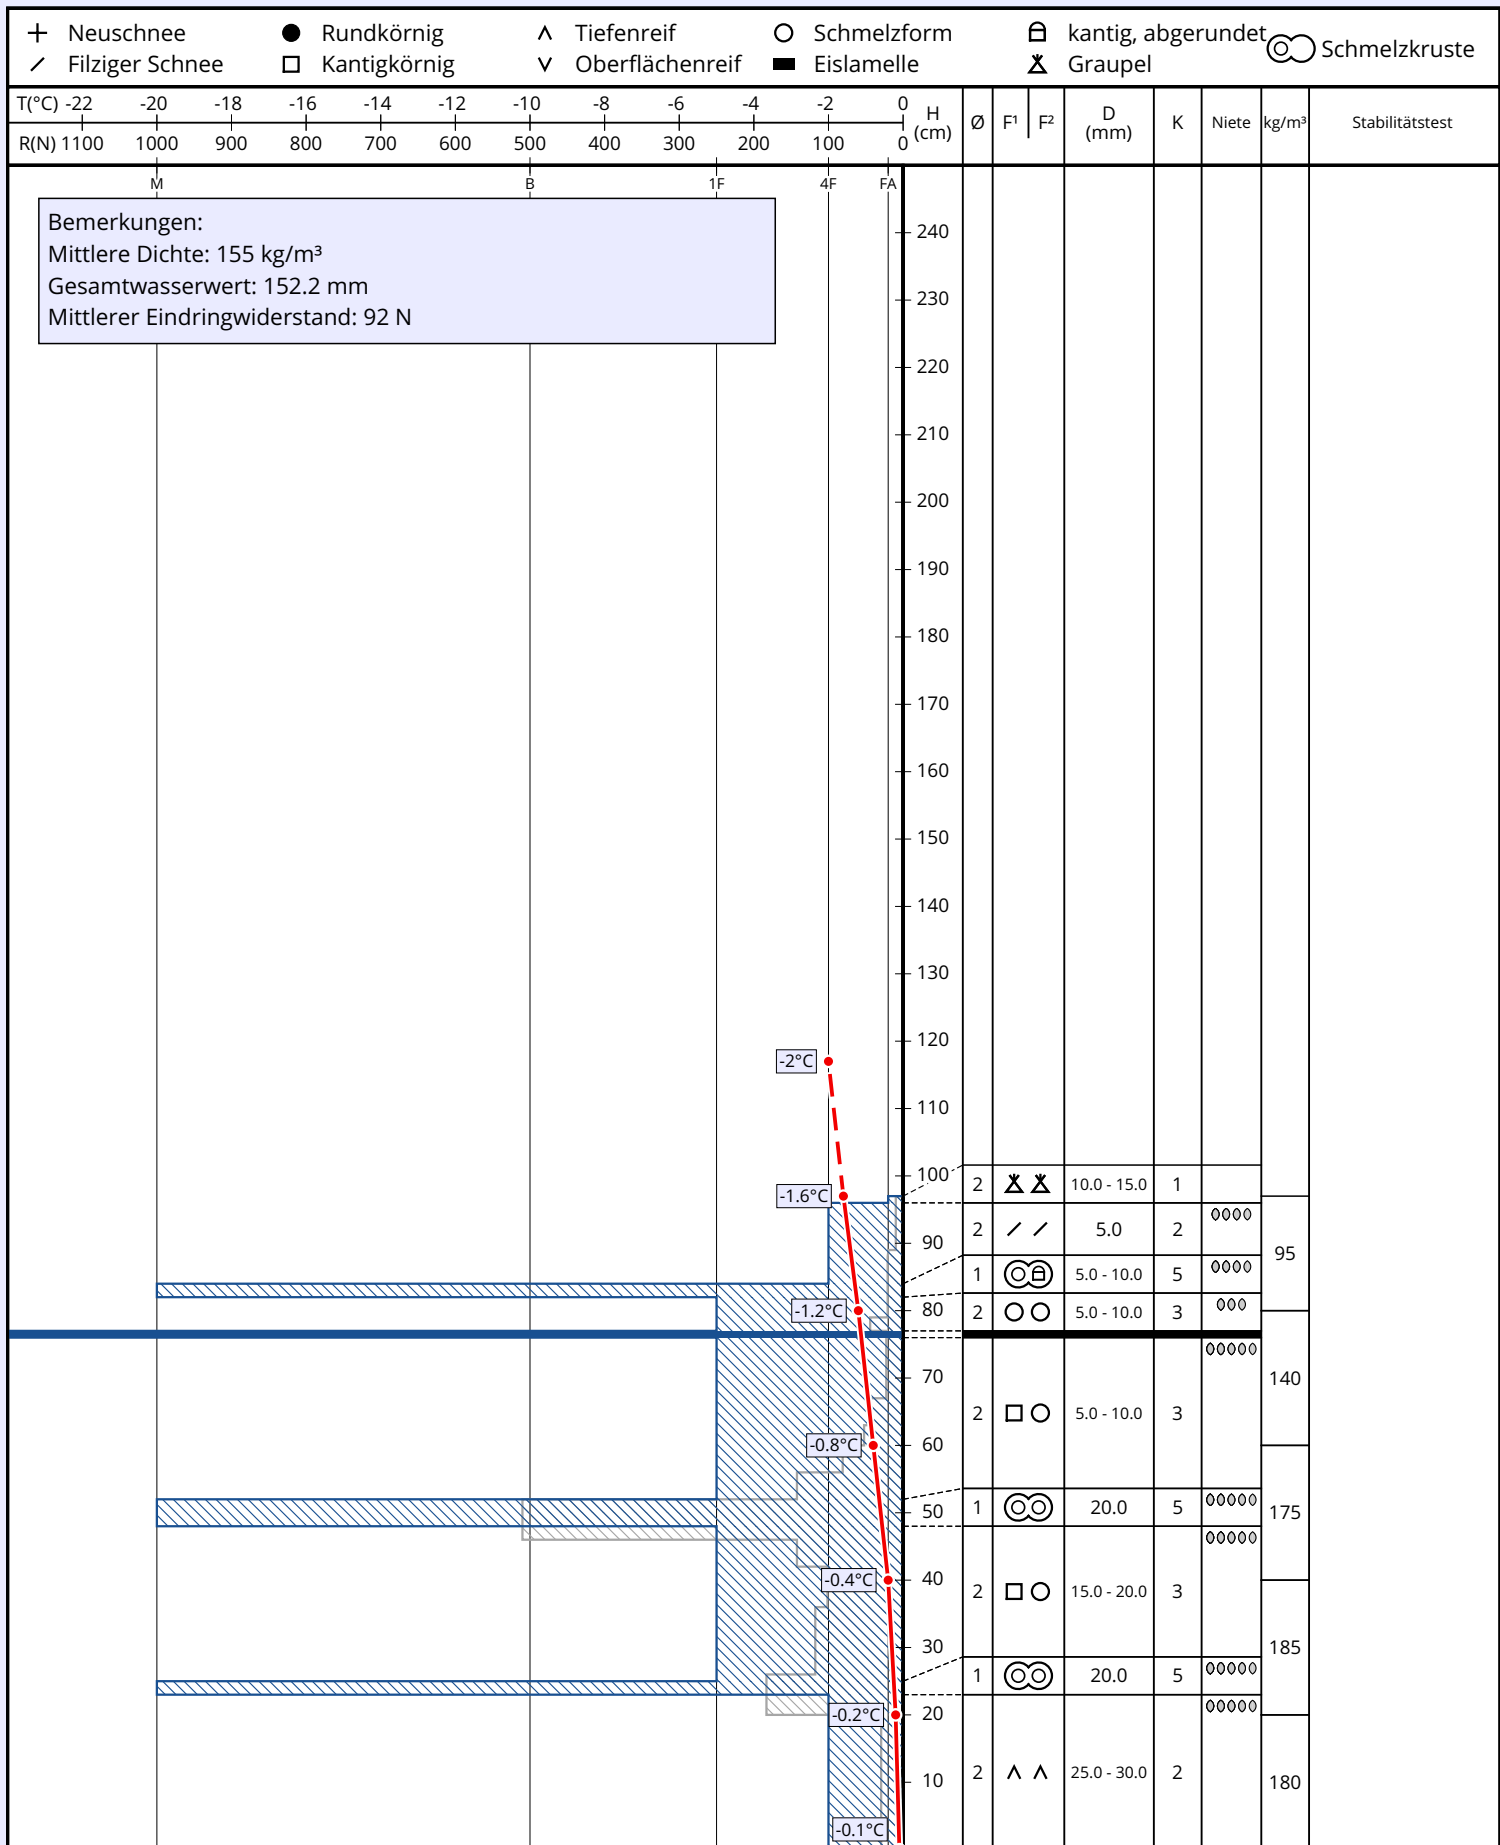 Neuschnee Rundkörnig Tiefenreif Schmelzform kantig, abgerundet Schmelzkruste
Filziger Schnee Kantigkörnig Oberflächenreif Eislamelle Graupel
T(°C) -22 -20 -18 -16 -14 -12 -10 -8 -6 -4 -2 0
R(N) 1100 1000 900 800 700 600 500 400 300 200 100 0
H (cm) Ø F¹ F² D (mm) K Niete kg/m³ Stabilitätstest
M B 1F 4F FA
Bemerkungen:
Mittlere Dichte: 155 kg/m³
Gesamtwasserwert: 152.2 mm
Mittlerer Eindringwiderstand: 92 N
240
230
220
210
200
190
180
170
160
150
140
130
120
-2°C
110
100
2 10.0 - 15.0 1
-1.6°C
2 5.0 2
90 95
1 5.0 - 10.0 5
-1.2°C 80 2 5.0 - 10.0 3
70 140
2 5.0 - 10.0 3
-0.8°C 60
50 1 20.0 5 175
-0.4°C 40
2 15.0 - 20.0 3
30 185
1 20.0 5
-0.2°C 20
10 2 25.0 - 30.0 2 180
-0.1°C